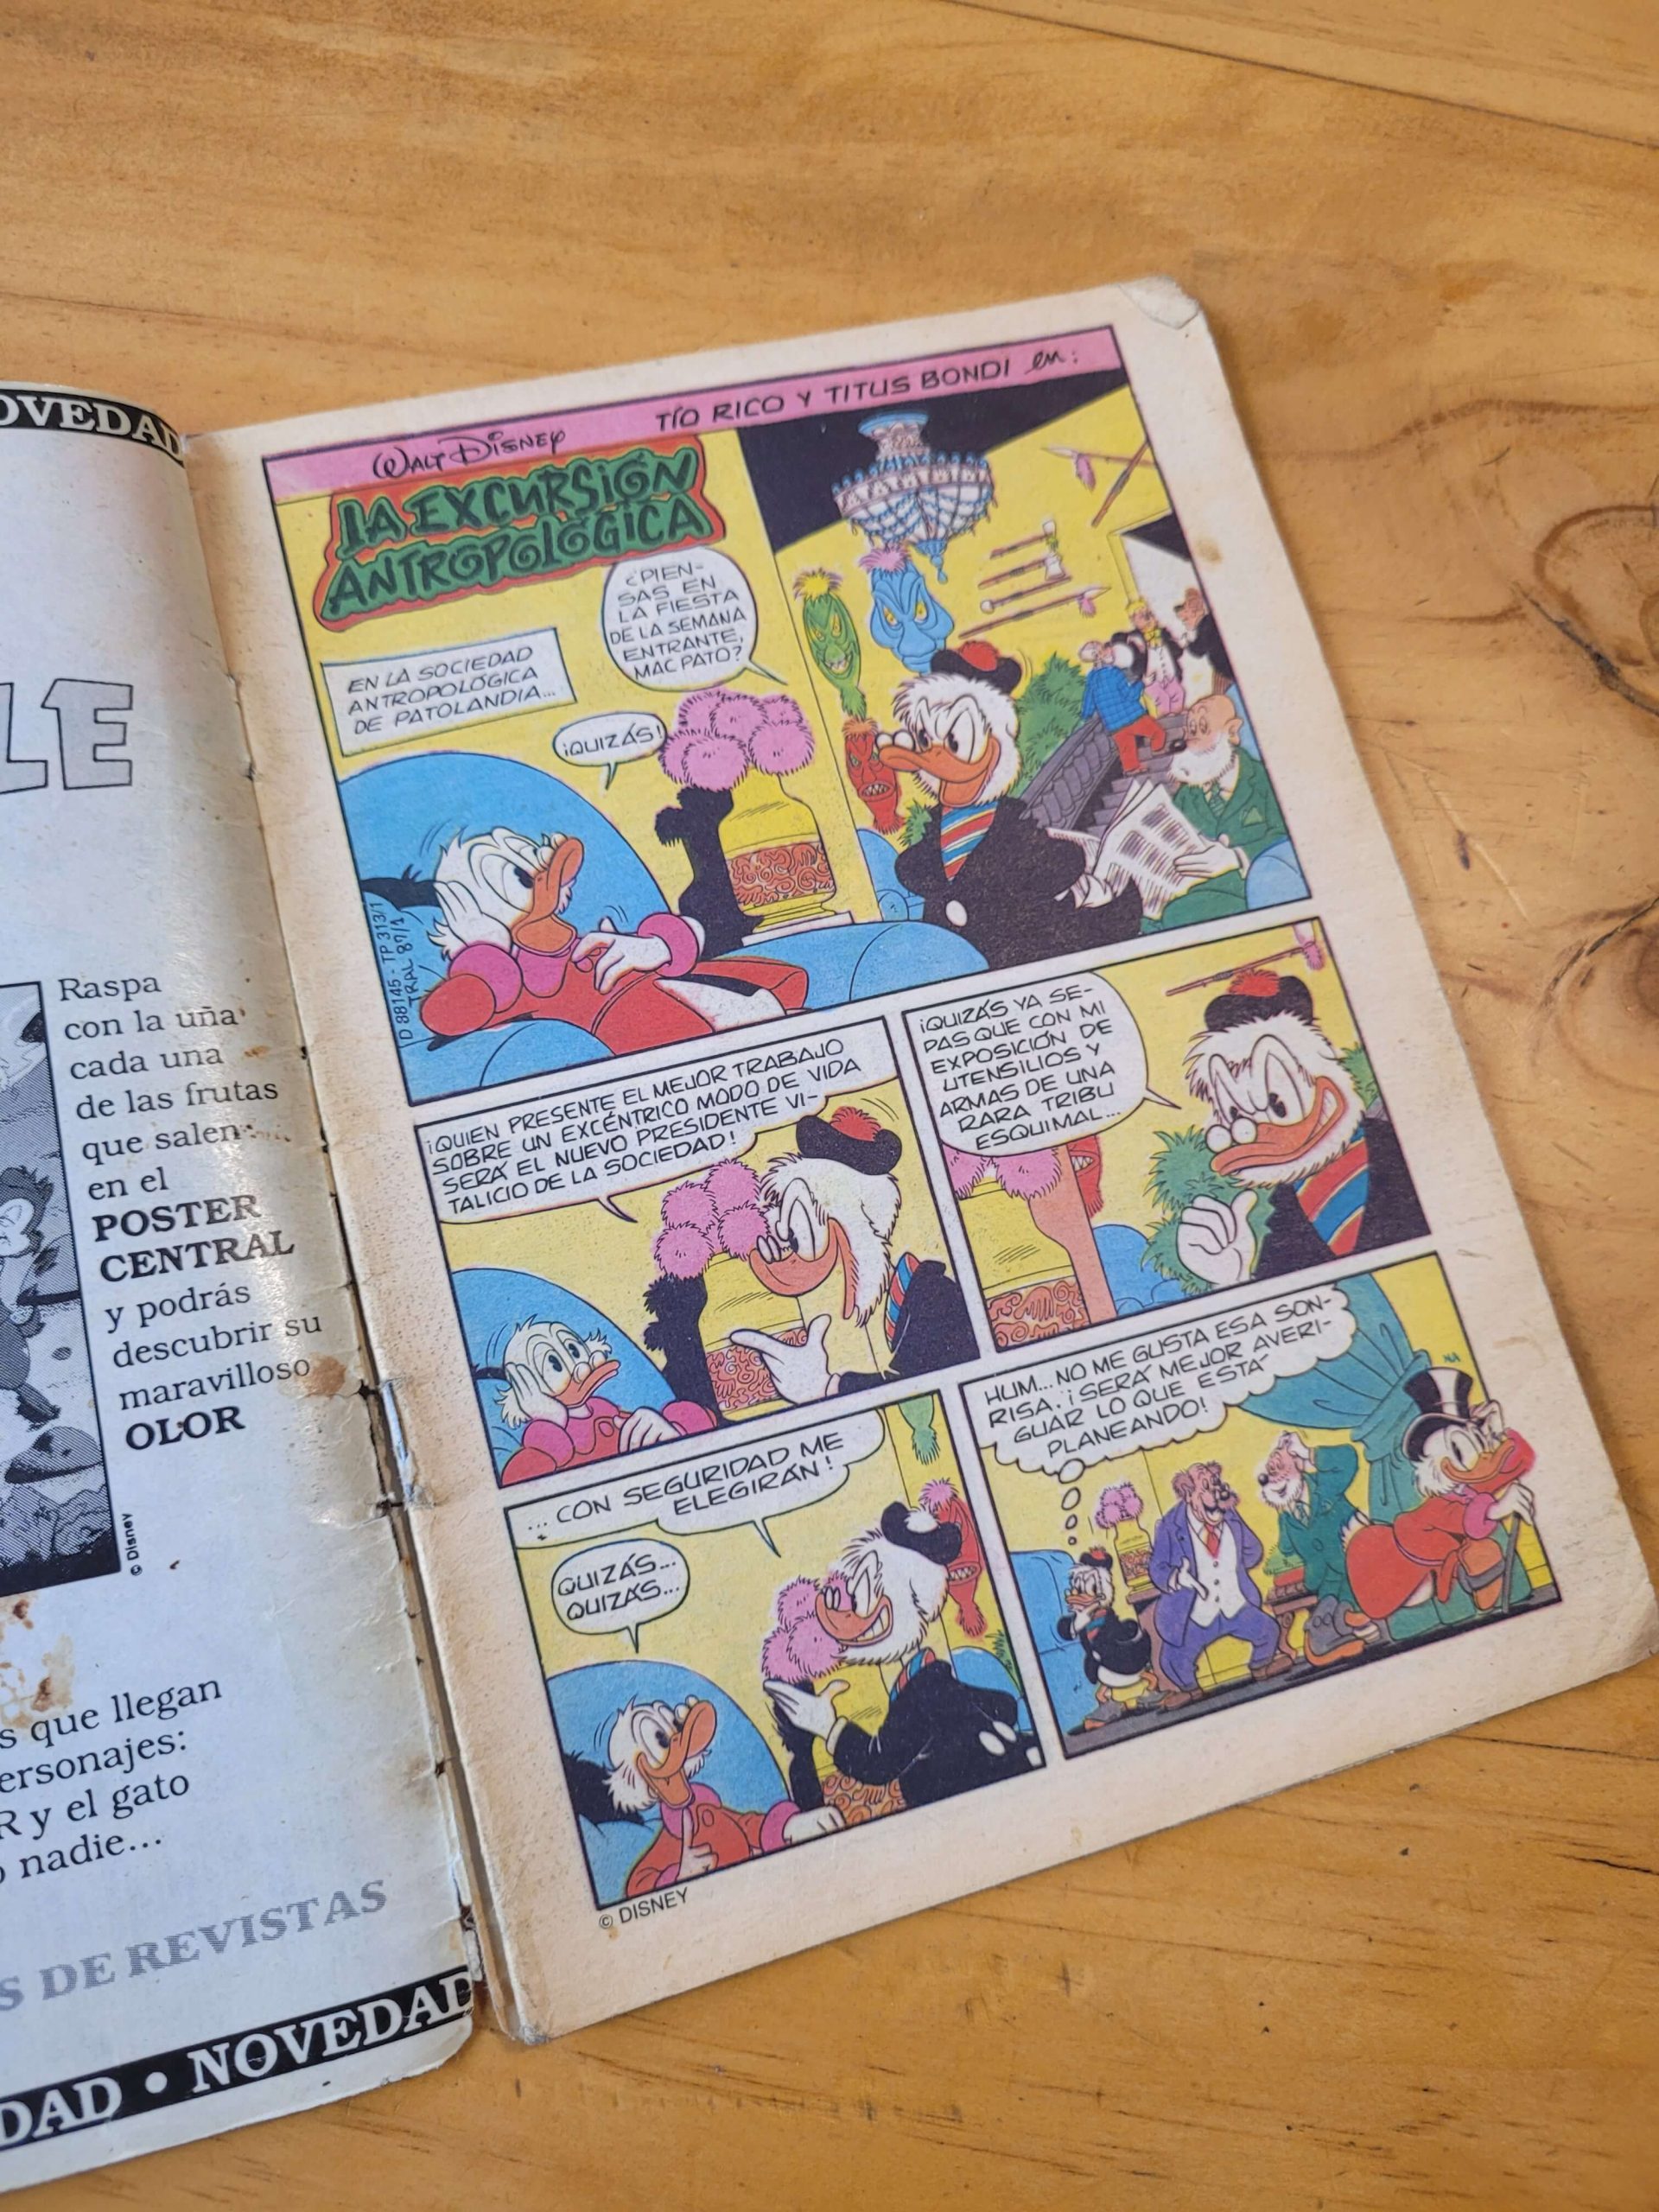 NOVEDAD
LE
Raspa
con la uña
cada una
de las frutas
que salen
en el
POSTER
CENTRAL
y podrás
descubrir su
maravilloso
OLOR
© Disney
s que llegan
ersonajes:
R y el gato
o nadie...
S DE REVISTAS
DAD • NOVEDAD
WALT DISNEY
TÍO RICO Y TITUS BONDI en:
LA EXCURSIÓN
ANTROPOLÓGICA
EN LA SOCIEDAD
ANTROPOLÓGICA
DE PATOLANDIA...
¿PIEN-
SAS EN
LA FIESTA
DE LA SEMANA
ENTRANTE,
MAC PATO?
¡QUIZÁS!
D 88145 - TP 313/1
TRAL 87/1
¡QUIEN PRESENTE EL MEJOR TRABAJO
SOBRE UN EXCÉNTRICO MODO DE VIDA
SERÁ EL NUEVO PRESIDENTE VI-
TALICIO DE LA SOCIEDAD!
¡QUIZÁS YA SE-
PAS QUE CON MI
EXPOSICIÓN DE
UTENSILIOS Y
ARMAS DE UNA
RARA TRIBU
ESQUIMAL...
... CON SEGURIDAD ME
ELEGIRÁN!
QUIZÁS...
QUIZÁS...
HUM... NO ME GUSTA ESA SON-
RISA. ¡SERÁ MEJOR AVERI-
GUAR LO QUE ESTÁ
PLANEANDO!
© DISNEY